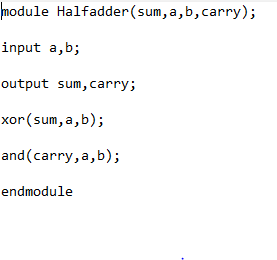 module Halfadder(sum,a,b,carry);
input a,b;
output sum,carry;
xor(sum,a,b);
and(carry,a,b);
endmodule